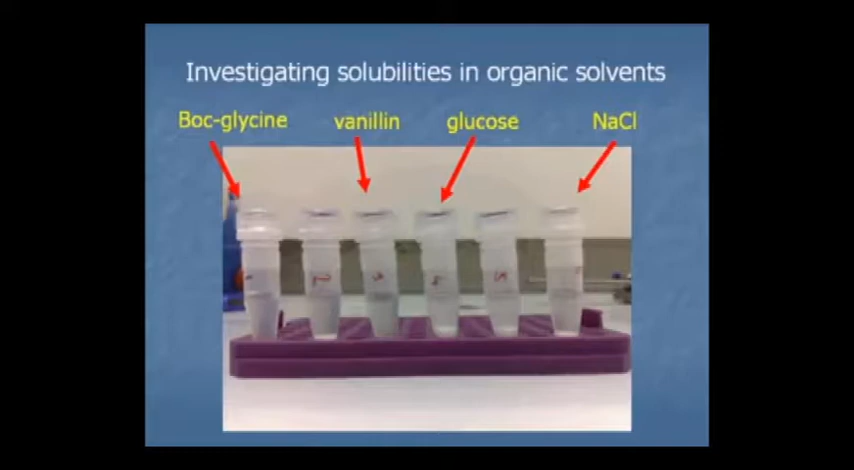 Investigating solubilities in organic solvents
Boc-glycine vanillin glucose NaCl